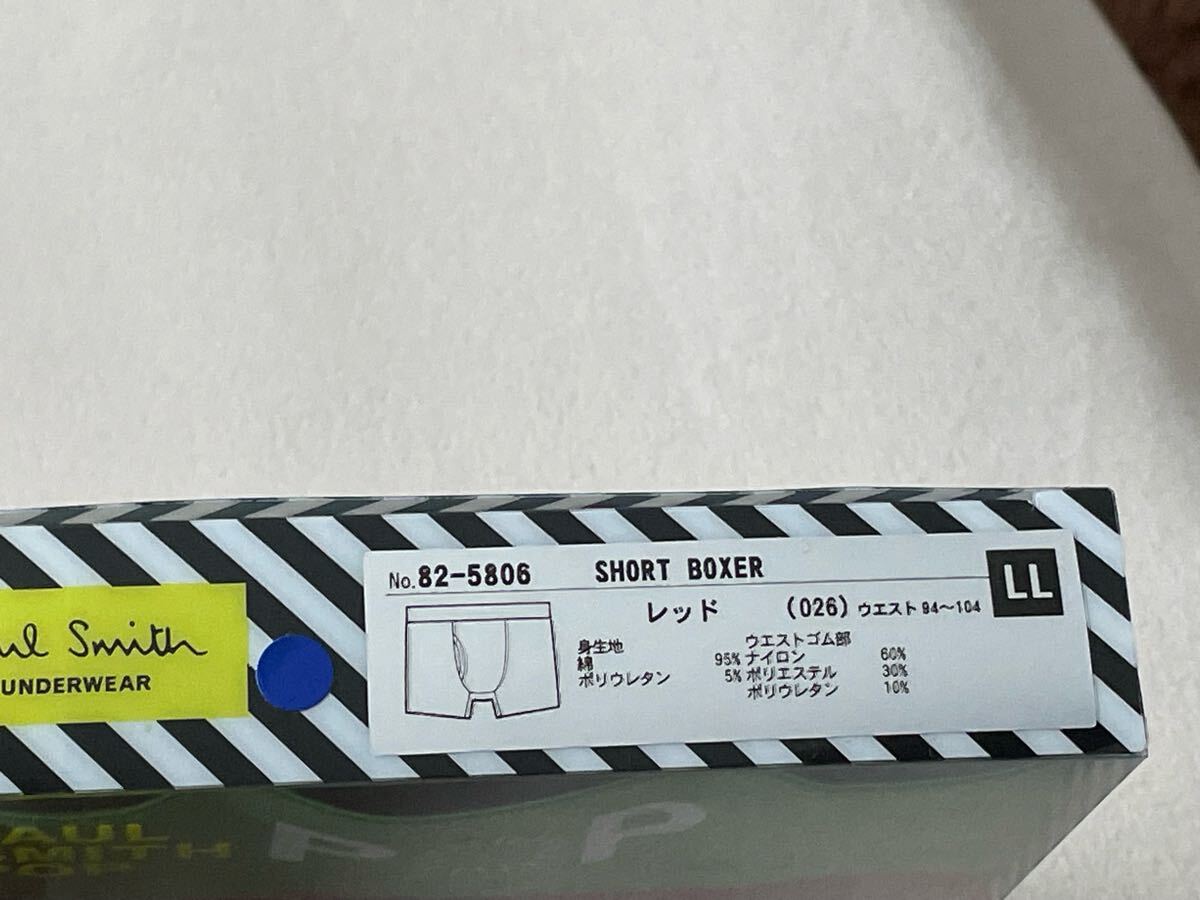 No.82-5806 SHORT BOXER
LL
レッド (026) ウエスト 94～104
身生地
綿 95%
ポリウレタン 5%
ウエストゴム部
ナイロン 60%
ポリエステル 30%
ポリウレタン 10%
Smith
UNDERWEAR
P